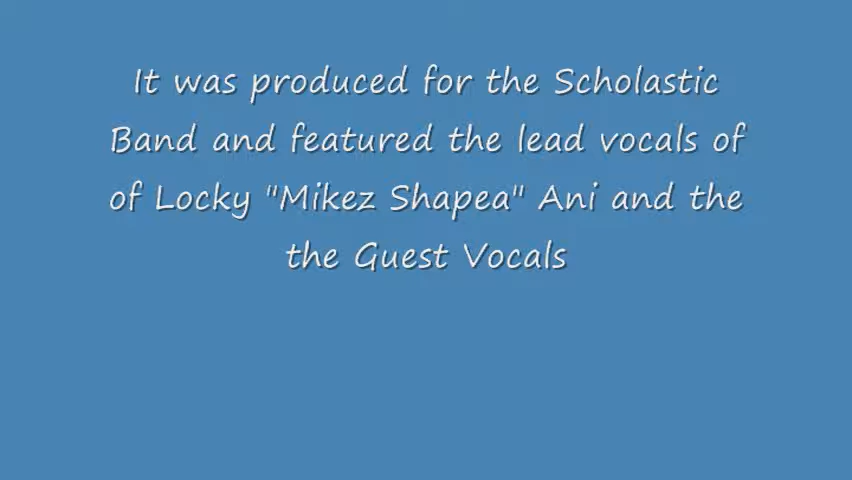 It was produced for the Scholastic
Band and featured the lead vocals of
of Locky "Mikez Shapea" Ani and the
the Guest Vocals